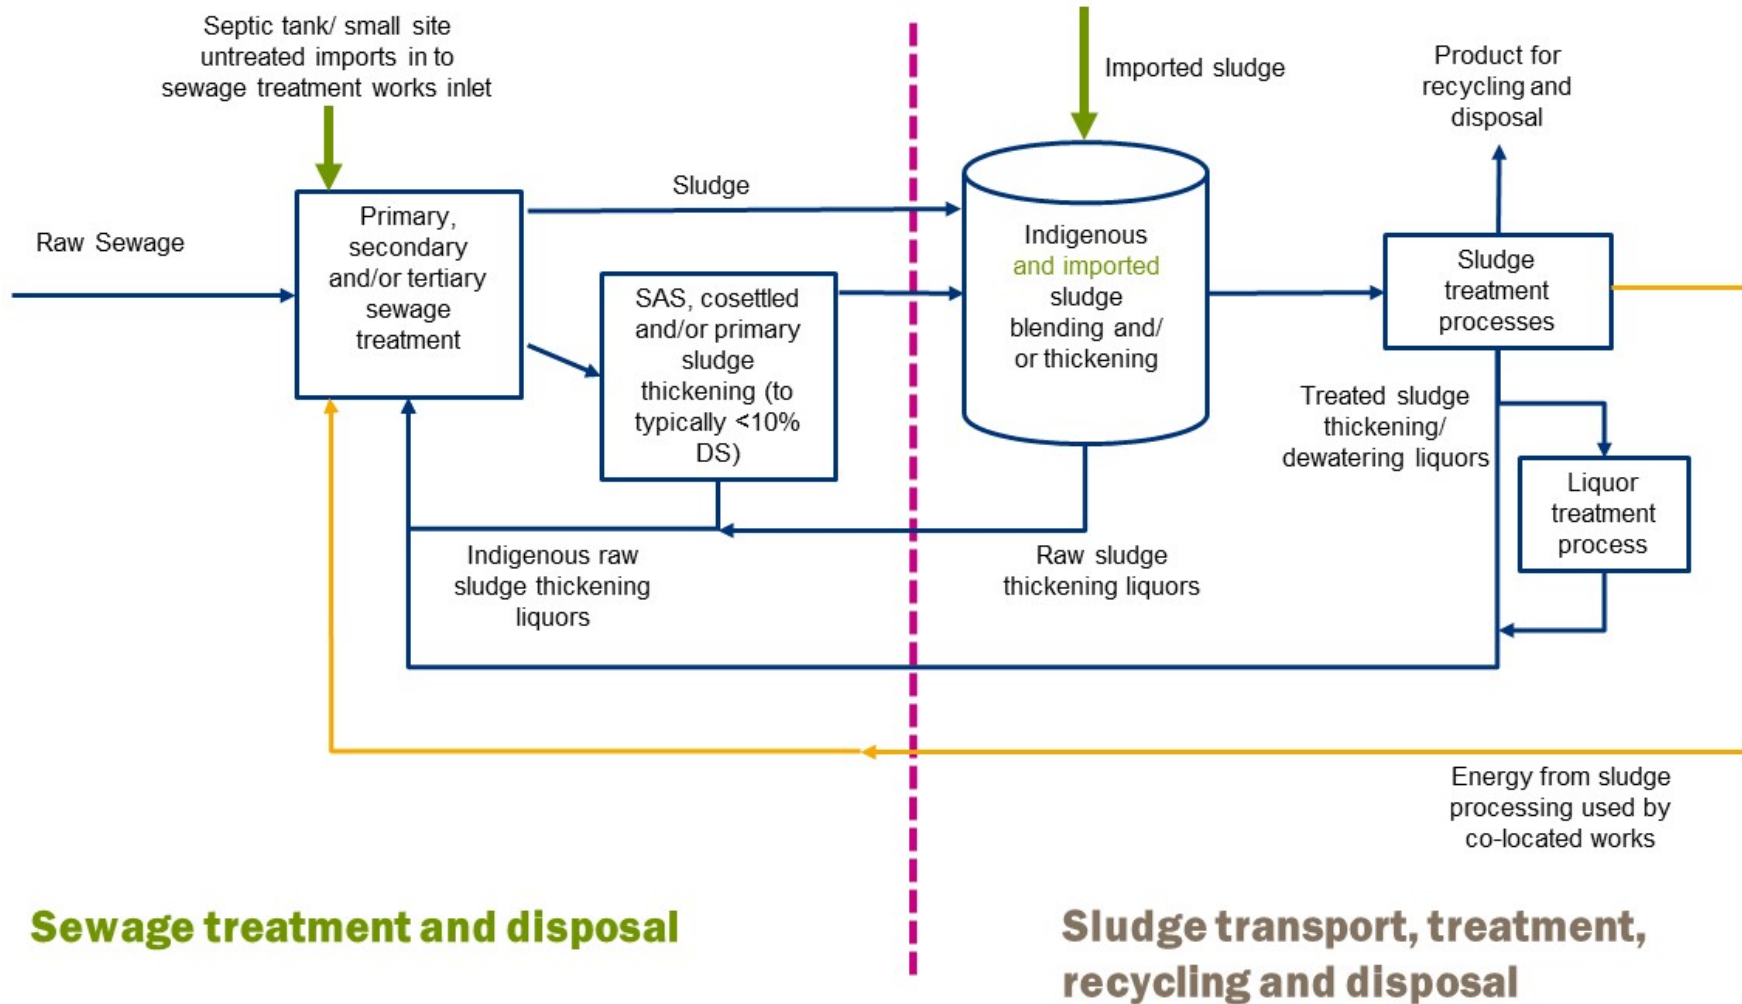 Septic tank/ small site
untreated imports in to
sewage treatment works inlet
Imported sludge
Product for
recycling and
disposal
Raw Sewage
Primary,
secondary
and/or tertiary
sewage
treatment
Sludge
SAS, cosettled
and/or primary
sludge
thickening (to
typically <10%
DS)
Indigenous
and imported
sludge
blending and/
or thickening
Sludge
treatment
processes
Treated sludge
thickening/
dewatering liquors
Liquor
treatment
process
Indigenous raw
sludge thickening
liquors
Raw sludge
thickening liquors
Energy from sludge
processing used by
co-located works
Sewage treatment and disposal
Sludge transport, treatment,
recycling and disposal